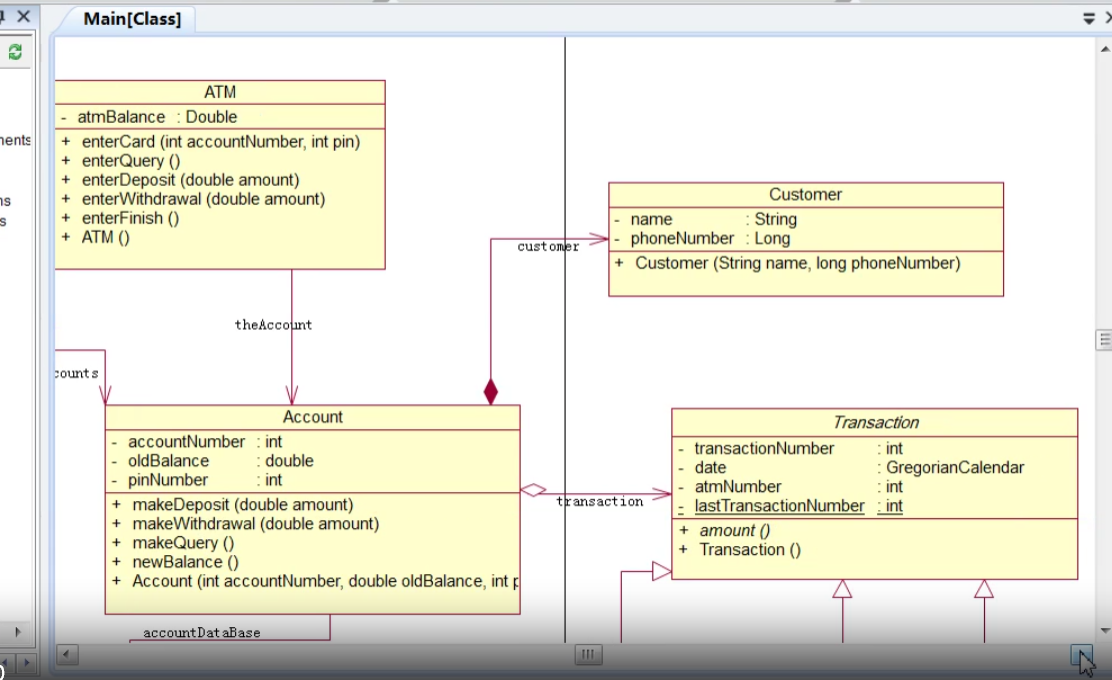 Main[Class]
ATM
- atmBalance : Double
+ enterCard (int accountNumber, int pin)
+ enterQuery ()
+ enterDeposit (double amount)
+ enterWithdrawal (double amount)
+ enterFinish ()
+ ATM ()
Customer
- name : String
- phoneNumber : Long
+ Customer (String name, long phoneNumber)
customer
theAccount
counts
Account
- accountNumber : int
- oldBalance : double
- pinNumber : int
+ makeDeposit (double amount)
+ makeWithdrawal (double amount)
+ makeQuery ()
+ newBalance ()
+ Account (int accountNumber, double oldBalance, int p
transaction
Transaction
- transactionNumber : int
- date : GregorianCalendar
- atmNumber : int
- lastTransactionNumber : int
+ amount ()
+ Transaction ()
accountDataBase